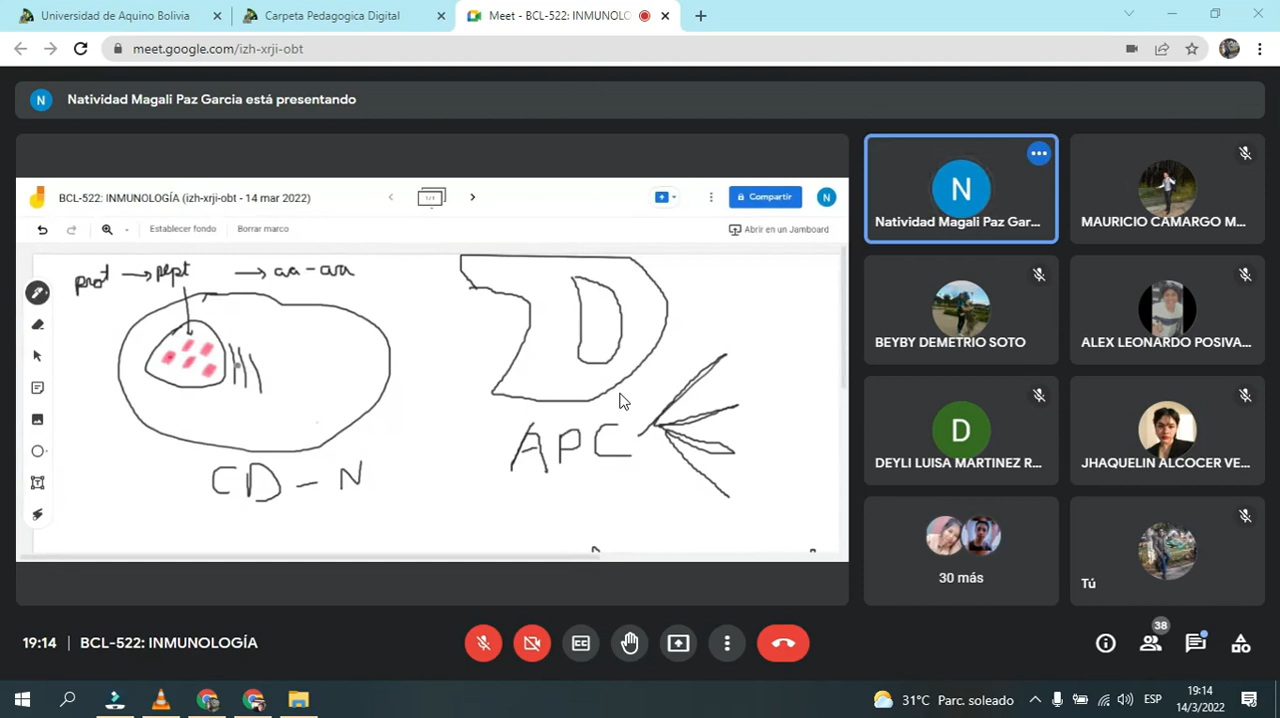 Universidad de Aquino Bolivia
Carpeta Pedagogica Digital
Meet - BCL-522: INMUNOLO
meet.google.com/izh-xrji-obt
N
Natividad Magali Paz Garcia está presentando
BCL-522: INMUNOLOGÍA (izh-xrji-obt - 14 mar 2022)
1/1
Compartir
N
Establecer fondo
Borrar marco
Abrir en un Jamboard
prot → pept → aa-aa
D
APC
CD - N
N
Natividad Magali Paz Gar...
MAURICIO CAMARGO M...
BEYBY DEMETRIO SOTO
ALEX LEONARDO POSIVA...
D
DEYLI LUISA MARTINEZ R...
JHAQUELIN ALCOCER VE...
30 más
Tú
19:14 | BCL-522: INMUNOLOGÍA
38
31°C Parc. soleado
ESP
19:14
14/3/2022